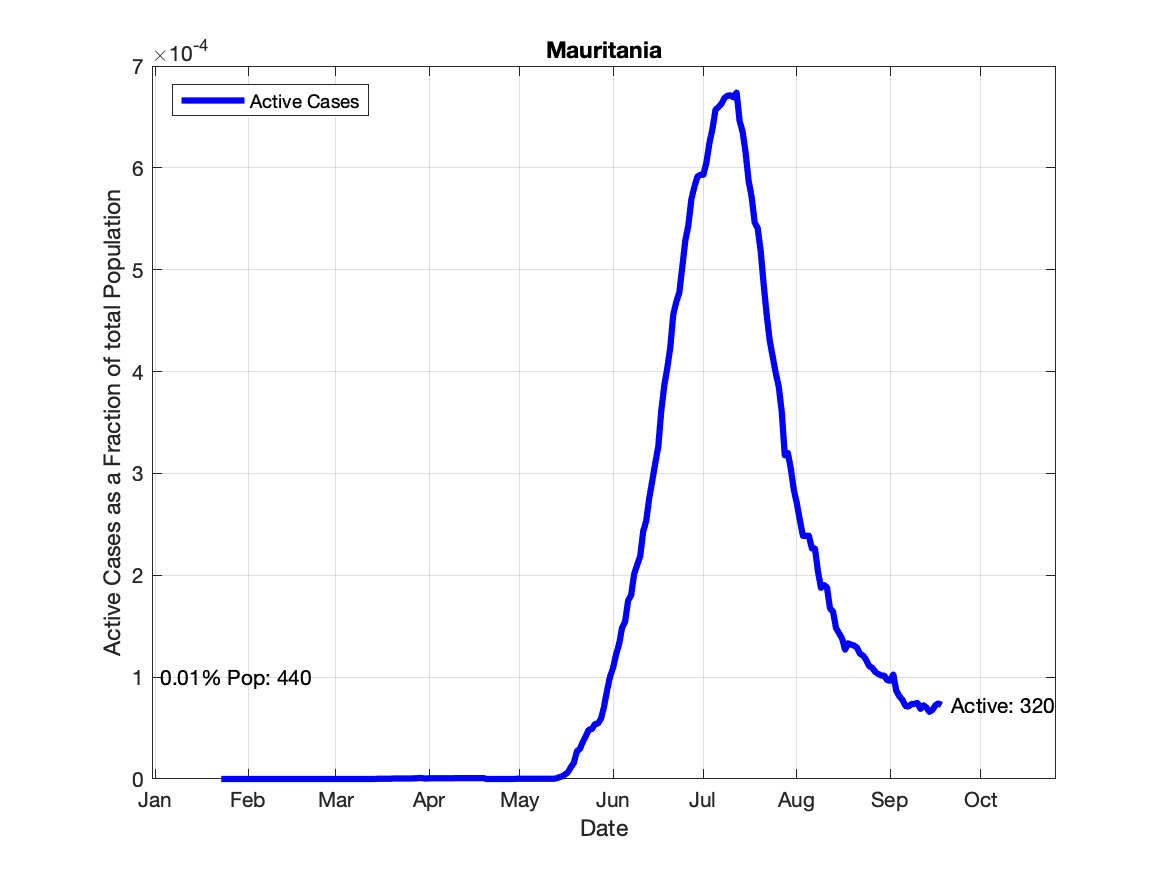 Mauritania
×10-4
Active Cases
7
6
5
4
3
2
1
0
Active Cases as a Fraction of total Population
0.01% Pop: 440
Active: 320
Jan Feb Mar Apr May Jun Jul Aug Sep Oct
Date